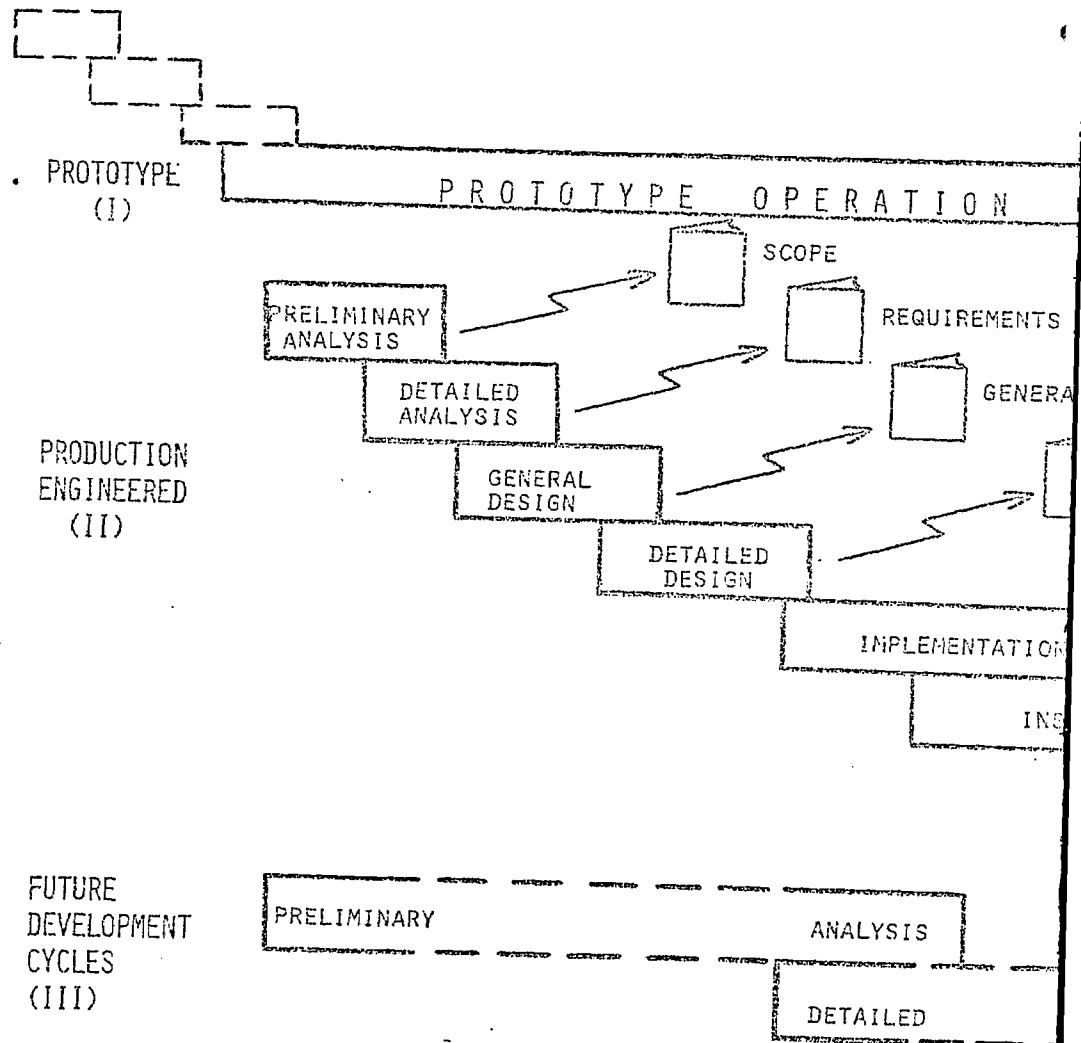 PROTOTYPE
(I)
PROTOTYPE OPERATION
SCOPE
PRELIMINARY
ANALYSIS
REQUIREMENTS
DETAILED
ANALYSIS
GENERA
PRODUCTION
ENGINEERED
(II)
GENERAL
DESIGN
DETAILED
DESIGN
IMPLEMENTATION
INS
FUTURE
DEVELOPMENT
CYCLES
(III)
PRELIMINARY ANALYSIS
DETAILED